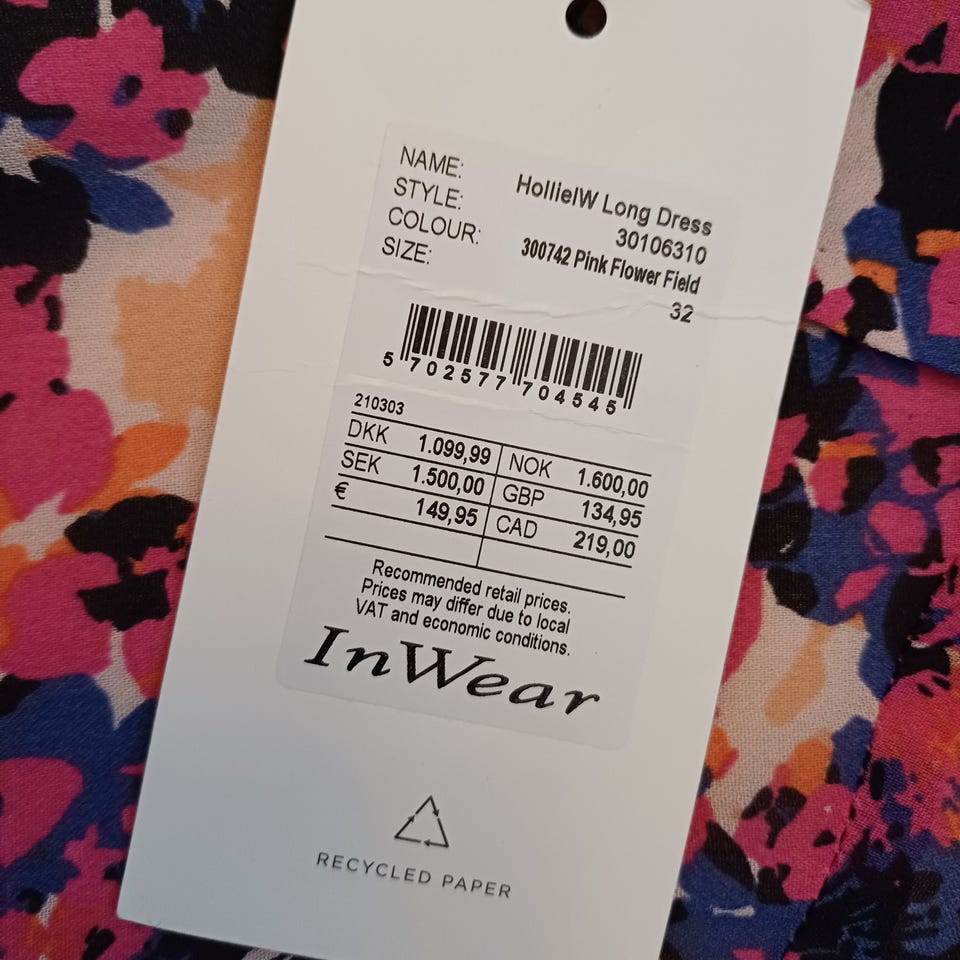 NAME: HollieIW Long Dress
STYLE: 30106310
COLOUR: 300742 Pink Flower Field
SIZE: 32
5 702577 704545
210303
DKK 1.099,99 NOK 1.600,00
SEK 1.500,00 GBP 134,95
€ 149,95 CAD 219,00
Recommended retail prices.
Prices may differ due to local
VAT and economic conditions.
InWear
RECYCLED PAPER